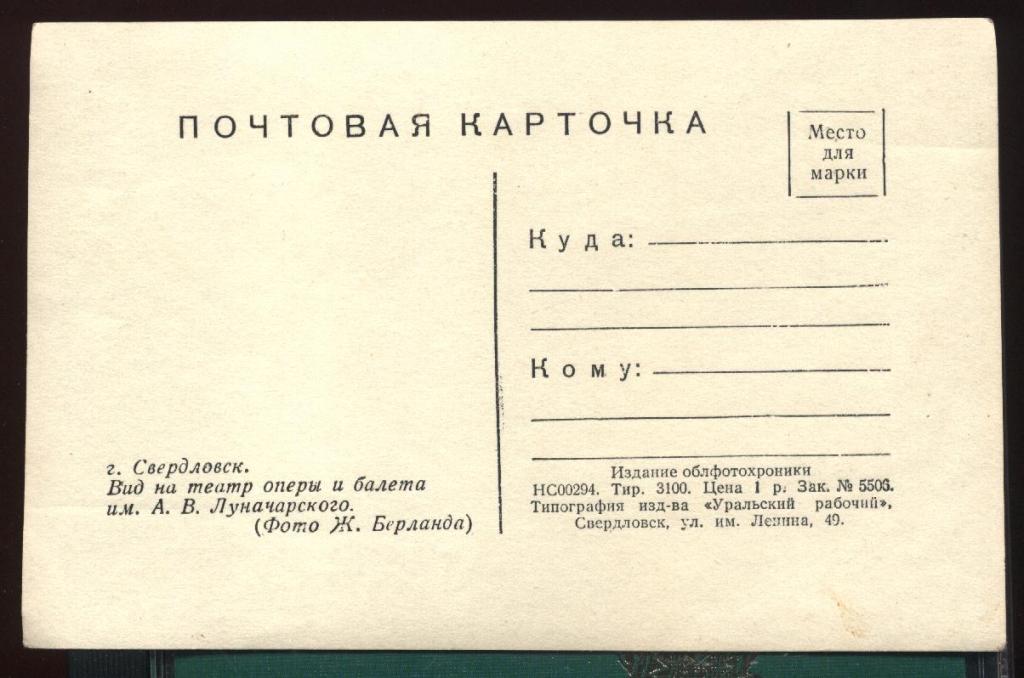 ПОЧТОВАЯ КАРТОЧКА
Место
для
марки
Куда:
Кому:
г. Свердловск.
Вид на театр оперы и балета
им. А. В. Луначарского.
(Фото Ж. Берланда)
Издание облфотохроники
НС00294. Тир. 3100. Цена 1 р. Зак. № 5506.
Типография изд-ва «Уральский рабочий»,
Свердловск, ул. им. Ленина, 49.